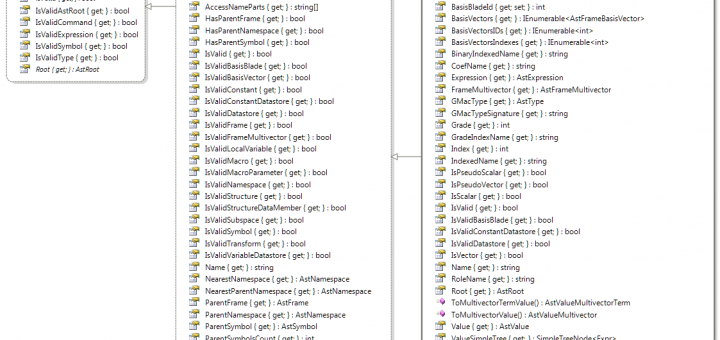 IsValidAstRoot { get; } : bool
IsValidCommand { get; } : bool
IsValidExpression { get; } : bool
IsValidSymbol { get; } : bool
IsValidType { get; } : bool
Root { get; } : AstRoot
AccessNameParts { get; } : string[]
HasParentFrame { get; } : bool
HasParentNamespace { get; } : bool
HasParentSymbol { get; } : bool
IsValid { get; } : bool
IsValidBasisBlade { get; } : bool
IsValidBasisVector { get; } : bool
IsValidConstant { get; } : bool
IsValidConstantDatastore { get; } : bool
IsValidDatastore { get; } : bool
IsValidFrame { get; } : bool
IsValidFrameMultivector { get; } : bool
IsValidLocalVariable { get; } : bool
IsValidMacro { get; } : bool
IsValidMacroParameter { get; } : bool
IsValidNamespace { get; } : bool
IsValidStructure { get; } : bool
IsValidStructureDataMember { get; } : bool
IsValidSubspace { get; } : bool
IsValidSymbol { get; } : bool
IsValidTransform { get; } : bool
IsValidVariableDatastore { get; } : bool
Name { get; } : string
NearestNamespace { get; } : AstNamespace
NearestParentNamespace { get; } : AstNamespace
ParentFrame { get; } : AstFrame
ParentNamespace { get; } : AstNamespace
ParentSymbol { get; } : AstSymbol
ParentSymbolsCount { get; } : int
BasisBladeId { get; set; } : int
BasisVectors { get; } : IEnumerable<AstFrameBasisVector>
BasisVectorsIDs { get; } : IEnumerable<int>
BasisVectorsIndexes { get; } : IEnumerable<int>
BinaryIndexedName { get; } : string
CoefName { get; } : string
Expression { get; } : AstExpression
FrameMultivector { get; } : AstFrameMultivector
GMacType { get; } : AstType
GMacTypeSignature { get; } : string
Grade { get; } : int
GradeIndexName { get; } : string
Index { get; } : int
IndexedName { get; } : string
IsPseudoScalar { get; } : bool
IsPseudoVector { get; } : bool
IsScalar { get; } : bool
IsValid { get; } : bool
IsValidBasisBlade { get; } : bool
IsValidConstantDatastore { get; } : bool
IsValidDatastore { get; } : bool
IsVector { get; } : bool
Name { get; } : string
RoleName { get; } : string
Root { get; } : AstRoot
ToMultivectorTermValue() : AstValueMultivectorTerm
ToMultivectorValue() : AstValueMultivector
Value { get; } : AstValue
ValueSimpleTree { get; } : SimpleTreeNode<Expr>